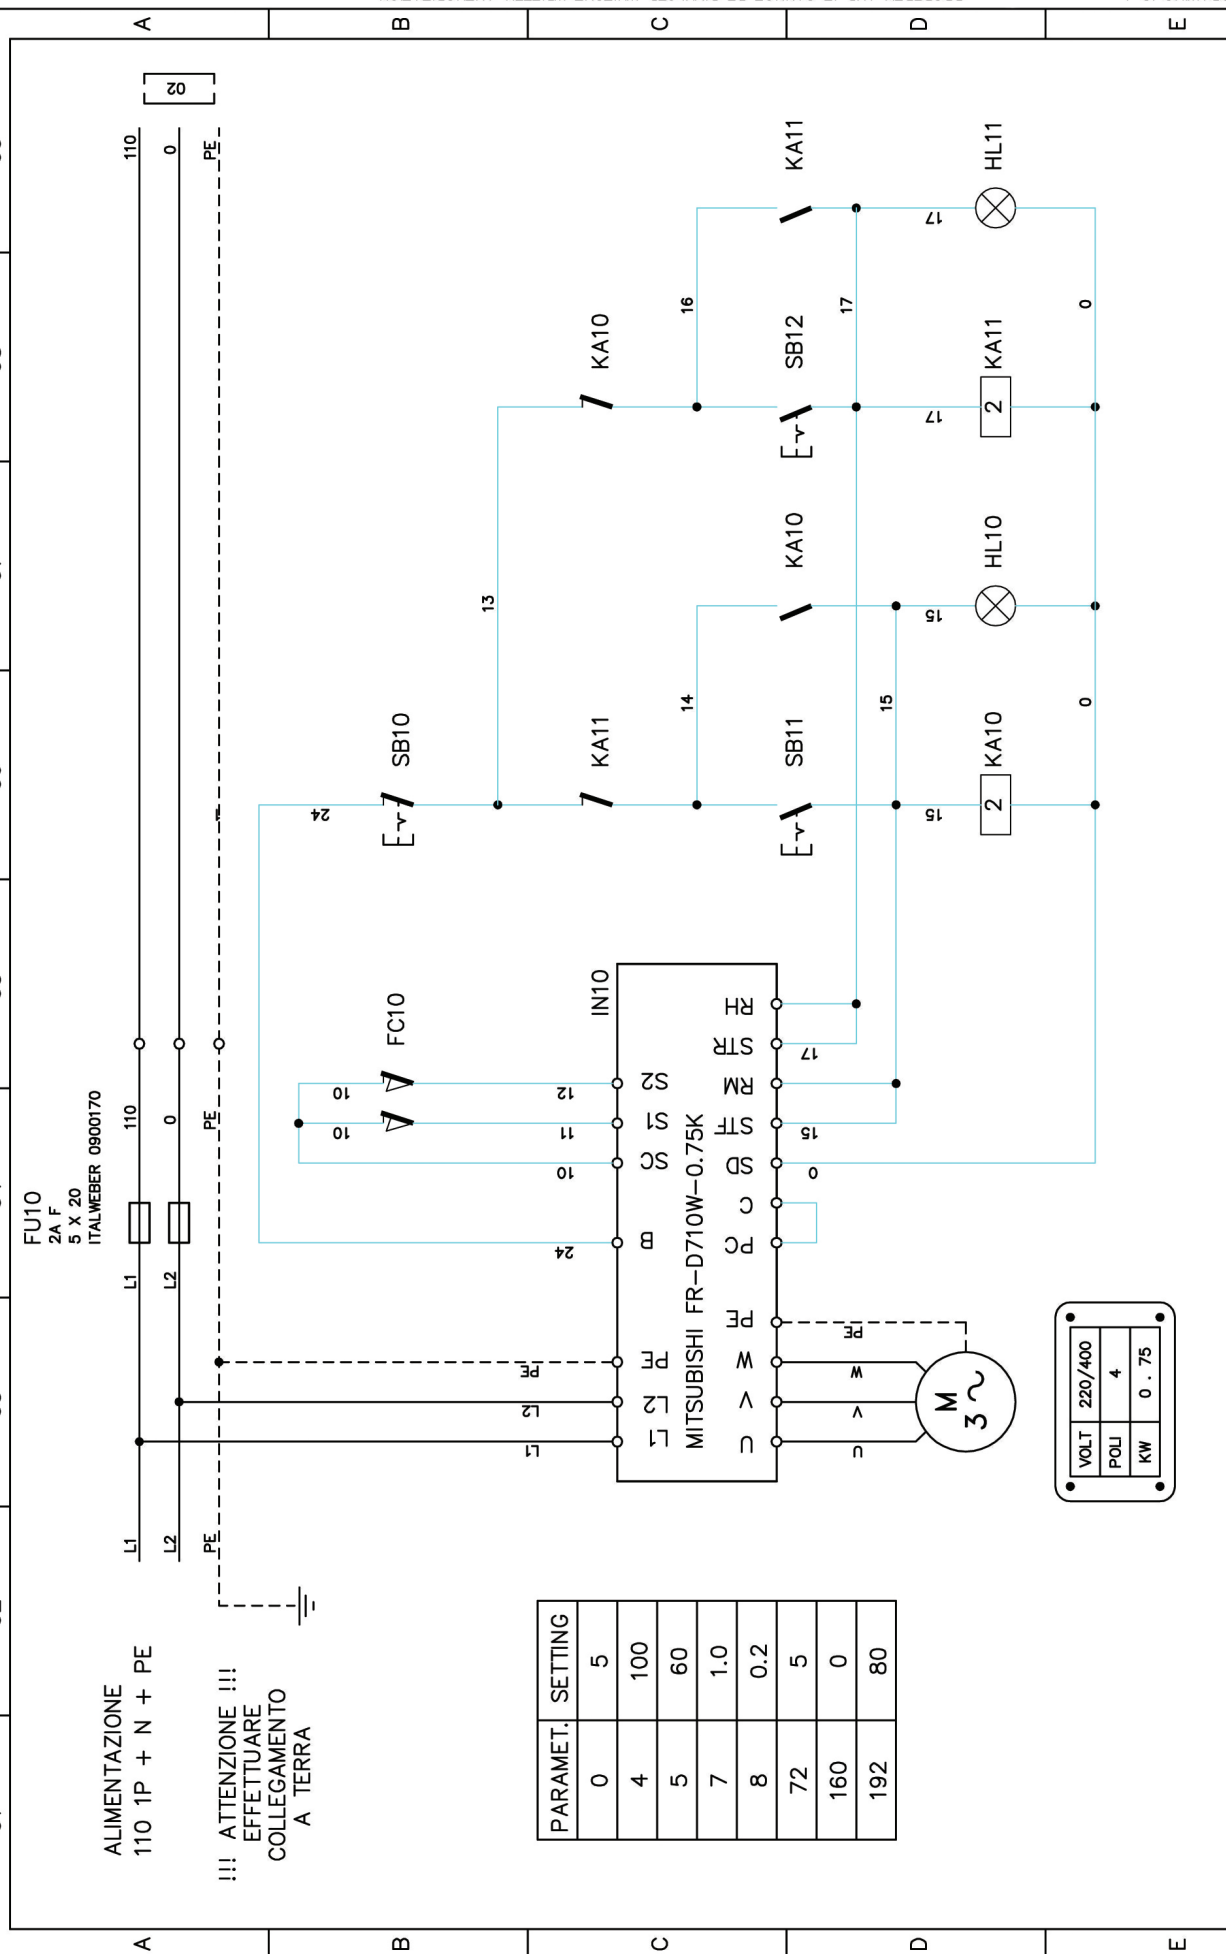 A
B
C
D
E
ALIMENTAZIONE
110 1P + N + PE
!!! ATTENZIONE !!!
EFFETTUARE
COLLEGAMENTO
A TERRA
L1
L2
PE
FU10
2A F
5 X 20
ITALWEBER 0900170
L1
L2
110
0
PE
110
0
PE
02
L1
L2
PE
24
10
11
12
10
10
FC10
24
SB10
13
KA11
KA10
14
16
SB11
KA10
SB12
KA11
15
17
15
15
17
17
KA10
2
HL10
KA11
2
HL11
0
0
IN10
L1
L2
PE
B
SC
S1
S2
MITSUBISHI FR-D710W-0.75K
U
V
W
PE
PC
C
SD
STF
RM
STR
RH
U
V
W
PE
0
15
17
M
3~
VOLT 220/400
POLI 4
KW 0.75
PARAMET. SETTING
0 5
4 100
5 60
7 1.0
8 0.2
72 5
160 0
192 80
A
B
C
D
E